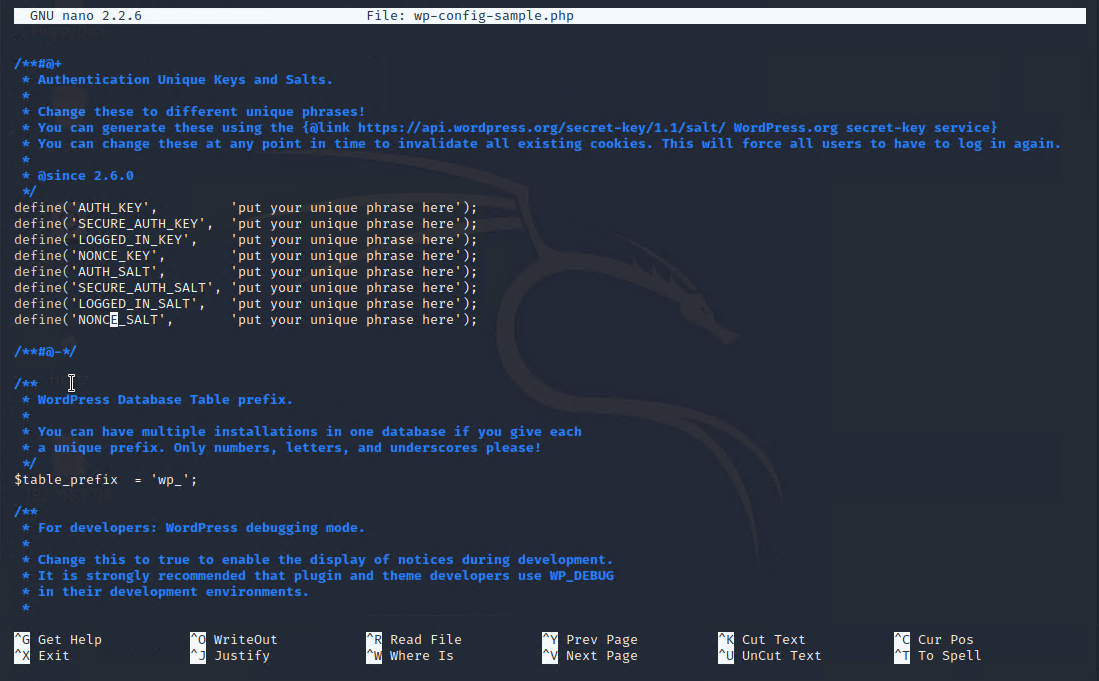 GNU nano 2.2.6 File: wp-config-sample.php
/**#@+
* Authentication Unique Keys and Salts.
*
* Change these to different unique phrases!
* You can generate these using the {@link https://api.wordpress.org/secret-key/1.1/salt/ WordPress.org secret-key service}
* You can change these at any point in time to invalidate all existing cookies. This will force all users to have to log in again.
*
* @since 2.6.0
*/
define('AUTH_KEY', 'put your unique phrase here');
define('SECURE_AUTH_KEY', 'put your unique phrase here');
define('LOGGED_IN_KEY', 'put your unique phrase here');
define('NONCE_KEY', 'put your unique phrase here');
define('AUTH_SALT', 'put your unique phrase here');
define('SECURE_AUTH_SALT', 'put your unique phrase here');
define('LOGGED_IN_SALT', 'put your unique phrase here');
define('NONCE_SALT', 'put your unique phrase here');
/**#@-*/
/**
* WordPress Database Table prefix.
*
* You can have multiple installations in one database if you give each
* a unique prefix. Only numbers, letters, and underscores please!
*/
$table_prefix = 'wp_';
/**
* For developers: WordPress debugging mode.
*
* Change this to true to enable the display of notices during development.
* It is strongly recommended that plugin and theme developers use WP_DEBUG
* in their development environments.
*
^G Get Help ^O WriteOut ^R Read File ^Y Prev Page ^K Cut Text ^C Cur Pos
^X Exit ^J Justify ^W Where Is ^V Next Page ^U UnCut Text ^T To Spell